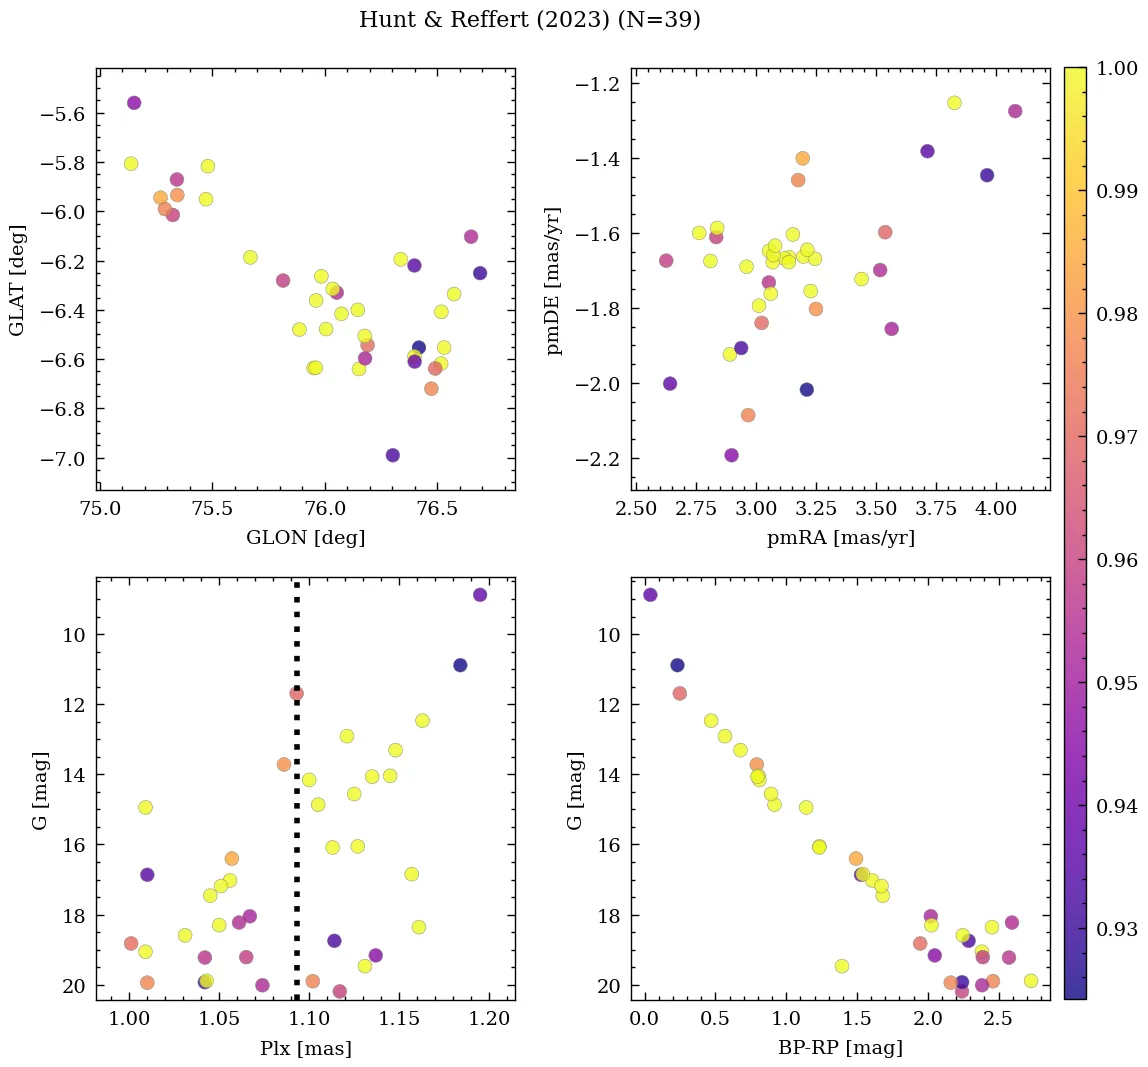 Hunt & Reffert (2023) (N=39)
−5.6
−5.8
−6.0
−6.2
−6.4
−6.6
−6.8
−7.0
GLAT [deg]
75.0 75.5 76.0 76.5
GLON [deg]
−1.2
−1.4
−1.6
−1.8
−2.0
−2.2
pmDE [mas/yr]
2.50 2.75 3.00 3.25 3.50 3.75 4.00
pmRA [mas/yr]
1.00
0.99
0.98
0.97
0.96
0.95
0.94
0.93
10
12
14
16
18
20
G [mag]
1.00 1.05 1.10 1.15 1.20
Plx [mas]
10
12
14
16
18
20
G [mag]
0.0 0.5 1.0 1.5 2.0 2.5
BP-RP [mag]